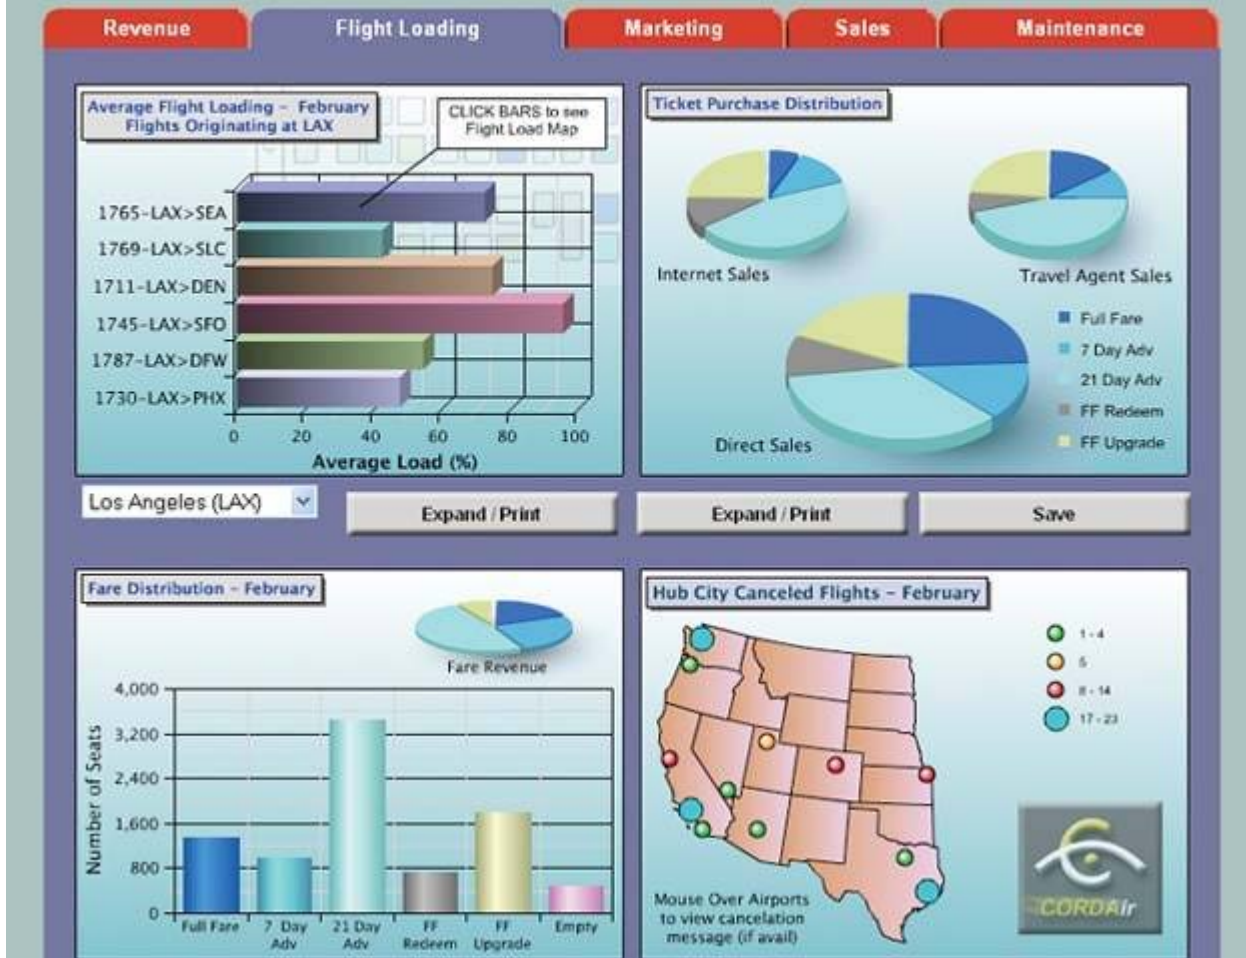 Revenue
Flight Loading
Marketing
Sales
Maintenance
Average Flight Loading - February
Flights Originating at LAX
CLICK BARS to see
Flight Load Map
1765-LAX>SEA
1769-LAX>SLC
1711-LAX>DEN
1745-LAX>SFO
1787-LAX>DFW
1730-LAX>PHX
0 20 40 60 80 100
Average Load (%)
Ticket Purchase Distribution
Internet Sales
Travel Agent Sales
Direct Sales
Full Fare
7 Day Adv
21 Day Adv
FF Redeem
FF Upgrade
Los Angeles (LAX)
Expand / Print
Expand / Print
Save
Fare Distribution - February
Fare Revenue
Number of Seats
4,000
3,200
2,400
1,600
800
0
Full Fare
7 Day
Adv
21 Day
Adv
FF
Redeem
FF
Upgrade
Empty
Hub City Canceled Flights - February
1 - 4
5
8 - 14
17 - 23
Mouse Over Airports
to view cancelation
message (if avail)
CORDAir